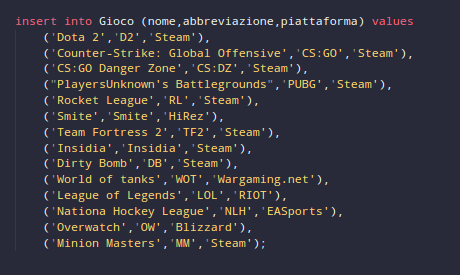 insert into Gioco (nome,abbreviazione,piattaforma) values
('Dota 2','D2','Steam'),
('Counter-Strike: Global Offensive','CS:GO','Steam'),
('CS:GO Danger Zone','CS:DZ','Steam'),
("PlayersUnknown's Battlegrounds",'PUBG','Steam'),
('Rocket League','RL','Steam'),
('Smite','Smite','HiRez'),
('Team Fortress 2','TF2','Steam'),
('Insidia','Insidia','Steam'),
('Dirty Bomb','DB','Steam'),
('World of tanks','WOT','Wargaming.net'),
('League of Legends','LOL','RIOT'),
('Nationa Hockey League','NLH','EASports'),
('Overwatch','OW','Blizzard'),
('Minion Masters','MM','Steam');